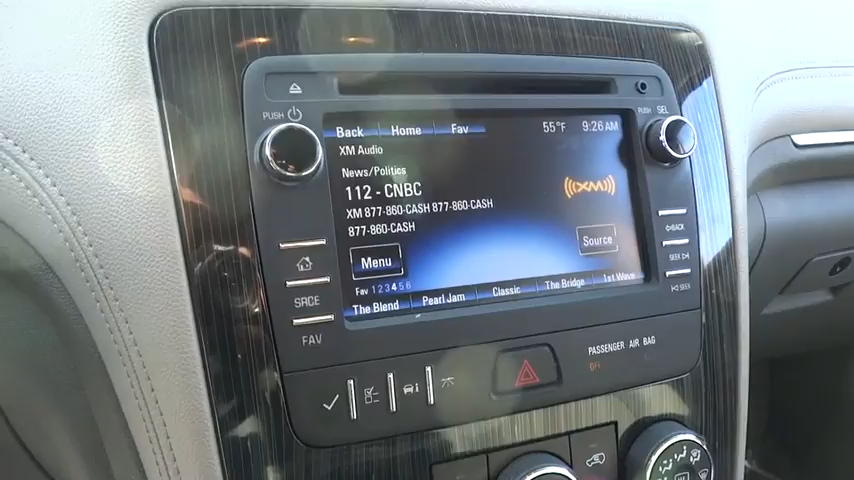 PUSH
PUSH SEL
Back Home Fav 55°F 9:26 AM
XM Audio
News/Politics
112 - CNBC
((XM))
XM 877-860-CASH 877-860-CASH
877-860-CASH
Menu
Source
Fav 1 2 3 4 5 6
The Blend Pearl Jam Classic The Bridge 1st Wave
SRCE
FAV
BACK
SEEK
SEEK
PASSENGER AIR BAG
OFF